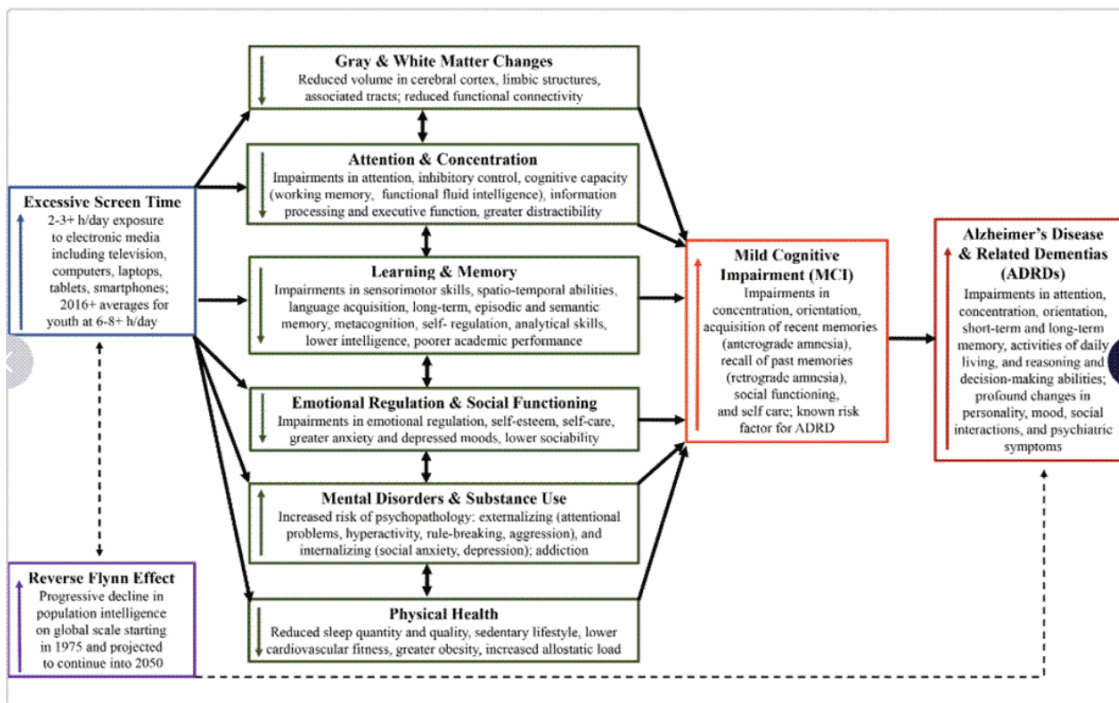 Gray & White Matter Changes
Reduced volume in cerebral cortex, limbic structures,
associated tracts; reduced functional connectivity
Attention & Concentration
Impairments in attention, inhibitory control, cognitive capacity
(working memory, functional fluid intelligence), information
processing and executive function, greater distractibility
Excessive Screen Time
2-3+ h/day exposure
to electronic media
including television,
computers, laptops,
tablets, smartphones;
2016+ averages for
youth at 6-8+ h/day
Learning & Memory
Impairments in sensorimotor skills, spatio-temporal abilities,
language acquisition, long-term, episodic and semantic
memory, metacognition, self- regulation, analytical skills,
lower intelligence, poorer academic performance
Emotional Regulation & Social Functioning
Impairments in emotional regulation, self-esteem, self-care,
greater anxiety and depressed moods, lower sociability
Mental Disorders & Substance Use
Increased risk of psychopathology: externalizing (attentional
problems, hyperactivity, rule-breaking, aggression), and
internalizing (social anxiety, depression); addiction
Physical Health
Reduced sleep quantity and quality, sedentary lifestyle, lower
cardiovascular fitness, greater obesity, increased allostatic load
Mild Cognitive
Impairment (MCI)
Impairments in
concentration, orientation,
acquisition of recent memories
(anterograde amnesia),
recall of past memories
(retrograde amnesia),
social functioning,
and self care; known risk
factor for ADRD
Alzheimer's Disease
& Related Dementias
(ADRDs)
Impairments in attention,
concentration, orientation,
short-term and long-term
memory, activities of daily
living, and reasoning and
decision-making abilities;
profound changes in
personality, mood, social
interactions, and psychiatric
symptoms
Reverse Flynn Effect
Progressive decline in
population intelligence
on global scale starting
in 1975 and projected
to continue into 2050